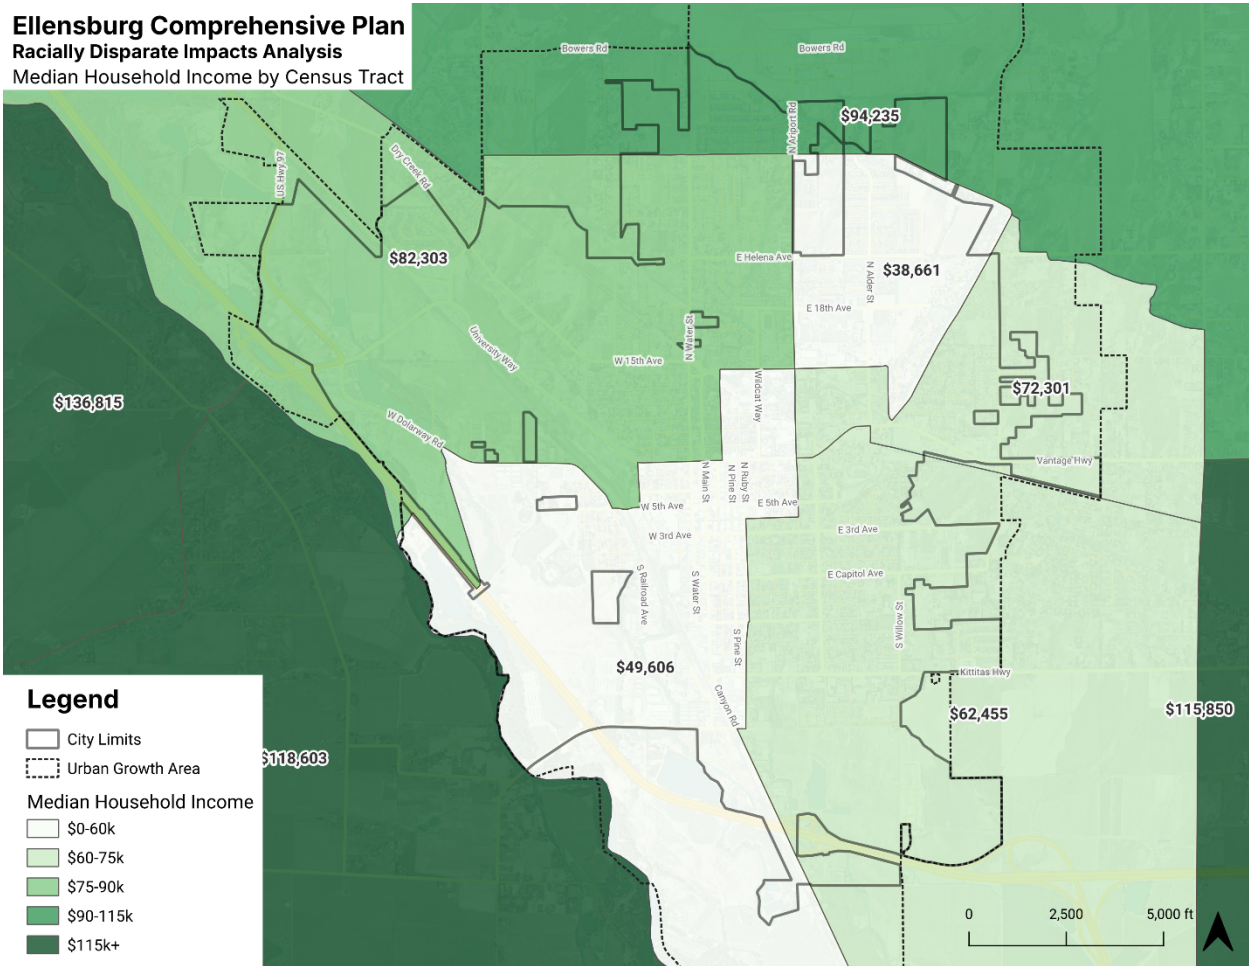 Ellensburg Comprehensive Plan
Racially Disparate Impacts Analysis
Median Household Income by Census Tract
Bowers Rd
Bowers Rd
N Ariport Rd
$94,235
US Hwy 97
Dry Creek Rd
$82,303
E Helena Ave
N Alder St
$38,661
E 18th Ave
University Way
N Water St
W 15th Ave
$136,815
Wildcat Way
$72,301
W Dolarway Rd
Vantage Hwy
N Main St
N Pine St
N Ruby St
W 5th Ave
E 5th Ave
W 3rd Ave
E 3rd Ave
E Capitol Ave
S Railroad Ave
S Water St
S Willow St
S Pine St
$49,606
Kittitas Hwy
Canyon Rd
$62,455
$115,850
$118,603
Legend
City Limits
Urban Growth Area
Median Household Income
$0-60k
$60-75k
$75-90k
$90-115k
$115k+
0 2,500 5,000 ft